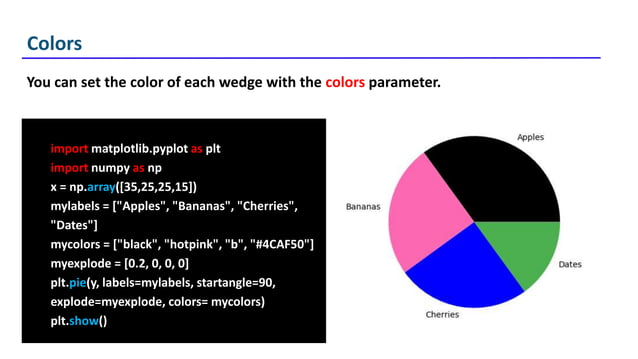 Colors
You can set the color of each wedge with the colors parameter.
import matplotlib.pyplot as plt
import numpy as np
x = np.array([35,25,25,15])
mylabels = ["Apples", "Bananas", "Cherries",
"Dates"]
mycolors = ["black", "hotpink", "b", "#4CAF50"]
myexplode = [0.2, 0, 0, 0]
plt.pie(y, labels=mylabels, startangle=90,
explode=myexplode, colors= mycolors)
plt.show()
Apples
Bananas
Dates
Cherries